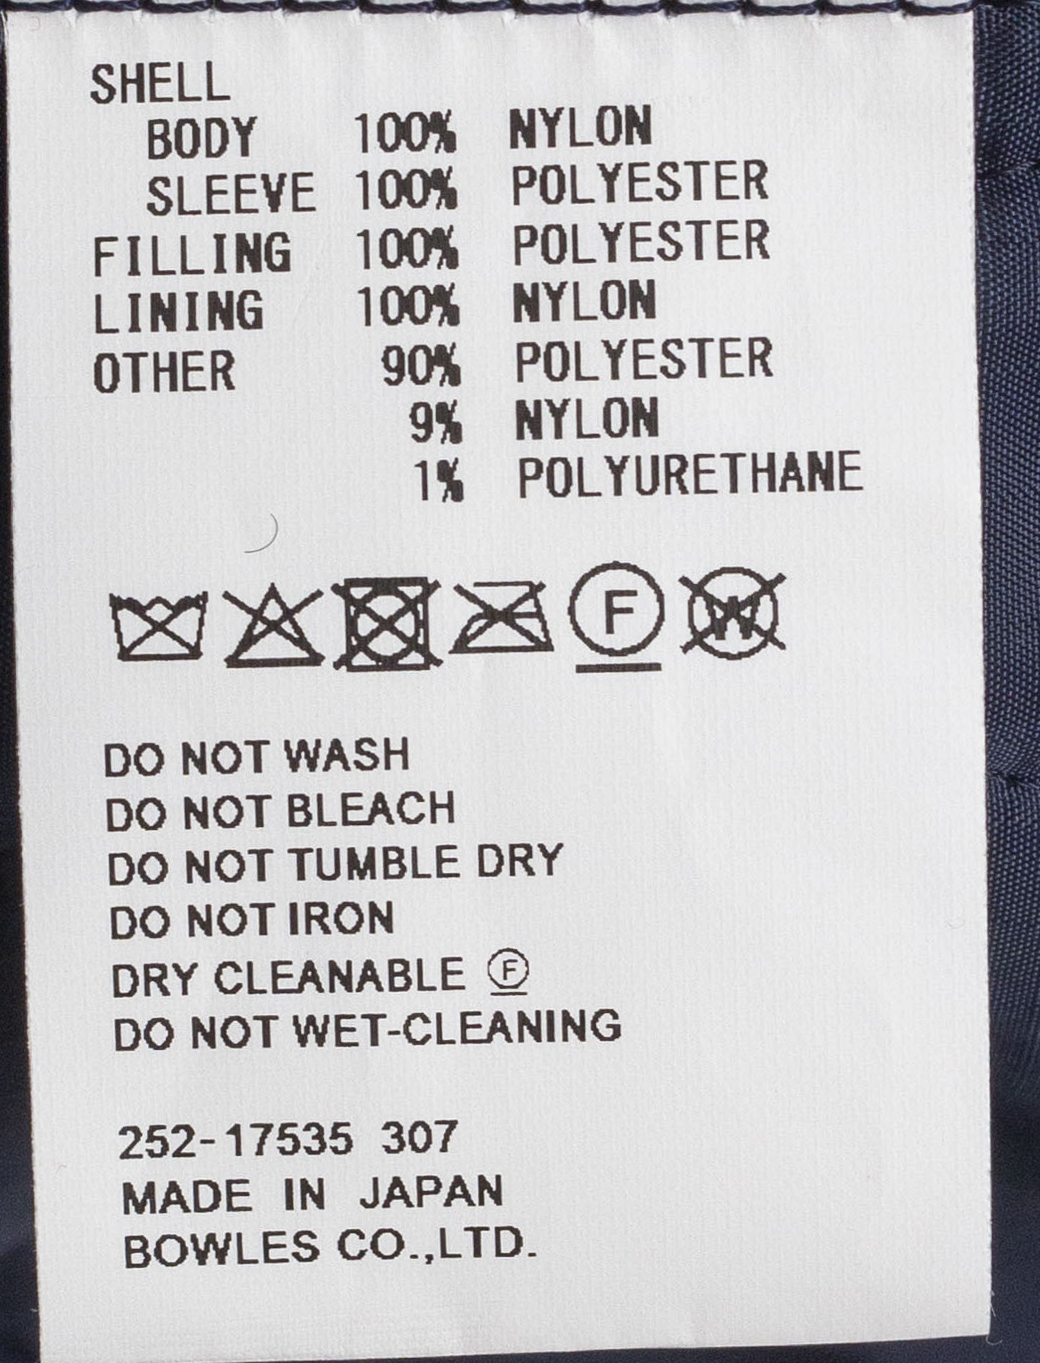 SHELL
BODY 100% NYLON
SLEEVE 100% POLYESTER
FILLING 100% POLYESTER
LINING 100% NYLON
OTHER 90% POLYESTER
9% NYLON
1% POLYURETHANE
F W
DO NOT WASH
DO NOT BLEACH
DO NOT TUMBLE DRY
DO NOT IRON
DRY CLEANABLE Ⓕ
DO NOT WET-CLEANING
252-17535 307
MADE IN JAPAN
BOWLES CO.,LTD.